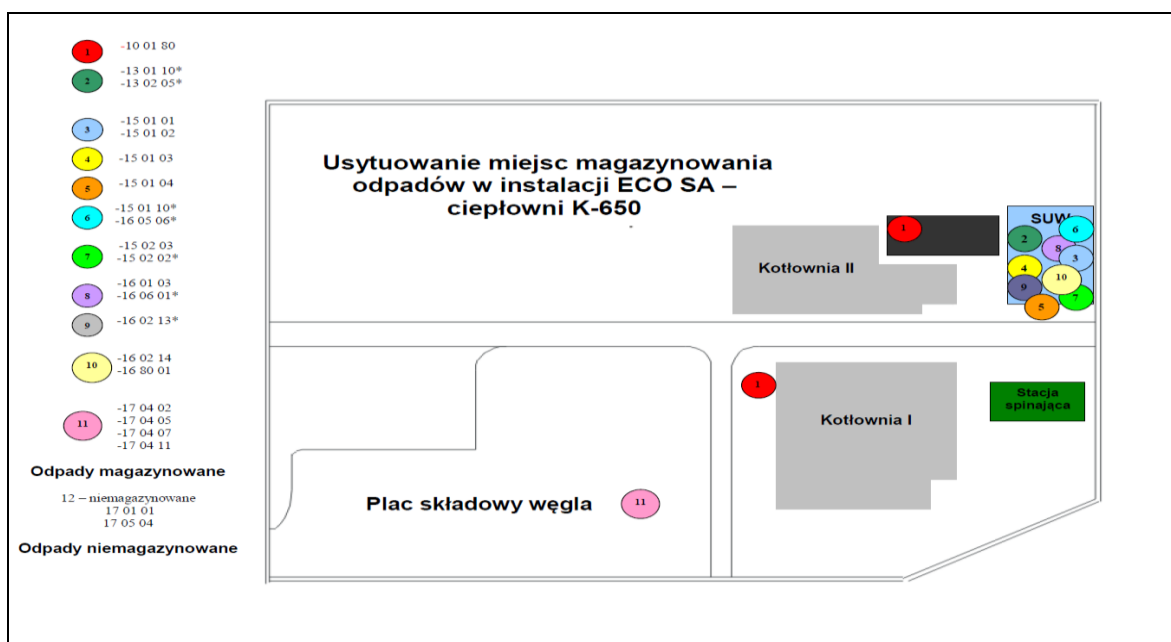 1
-10 01 80
2
-13 01 10*
-13 02 05*
3
-15 01 01
-15 01 02
4
-15 01 03
5
-15 01 04
6
-15 01 10*
-16 05 06*
7
-15 02 03
-15 02 02*
8
-16 01 03
-16 06 01*
9
-16 02 13*
10
-16 02 14
-16 80 01
11
-17 04 02
-17 04 05
-17 04 07
-17 04 11
Odpady magazynowane
12 – niemagazynowane
17 01 01
17 05 04
Odpady niemagazynowane
Usytuowanie miejsc magazynowania
odpadów w instalacji ECO SA –
ciepłowni K-650
Kotłownia II
1
SUW
6
2
8
3
4
10
9
7
5
1
Kotłownia I
Stacja
spinająca
Plac składowy węgla
11